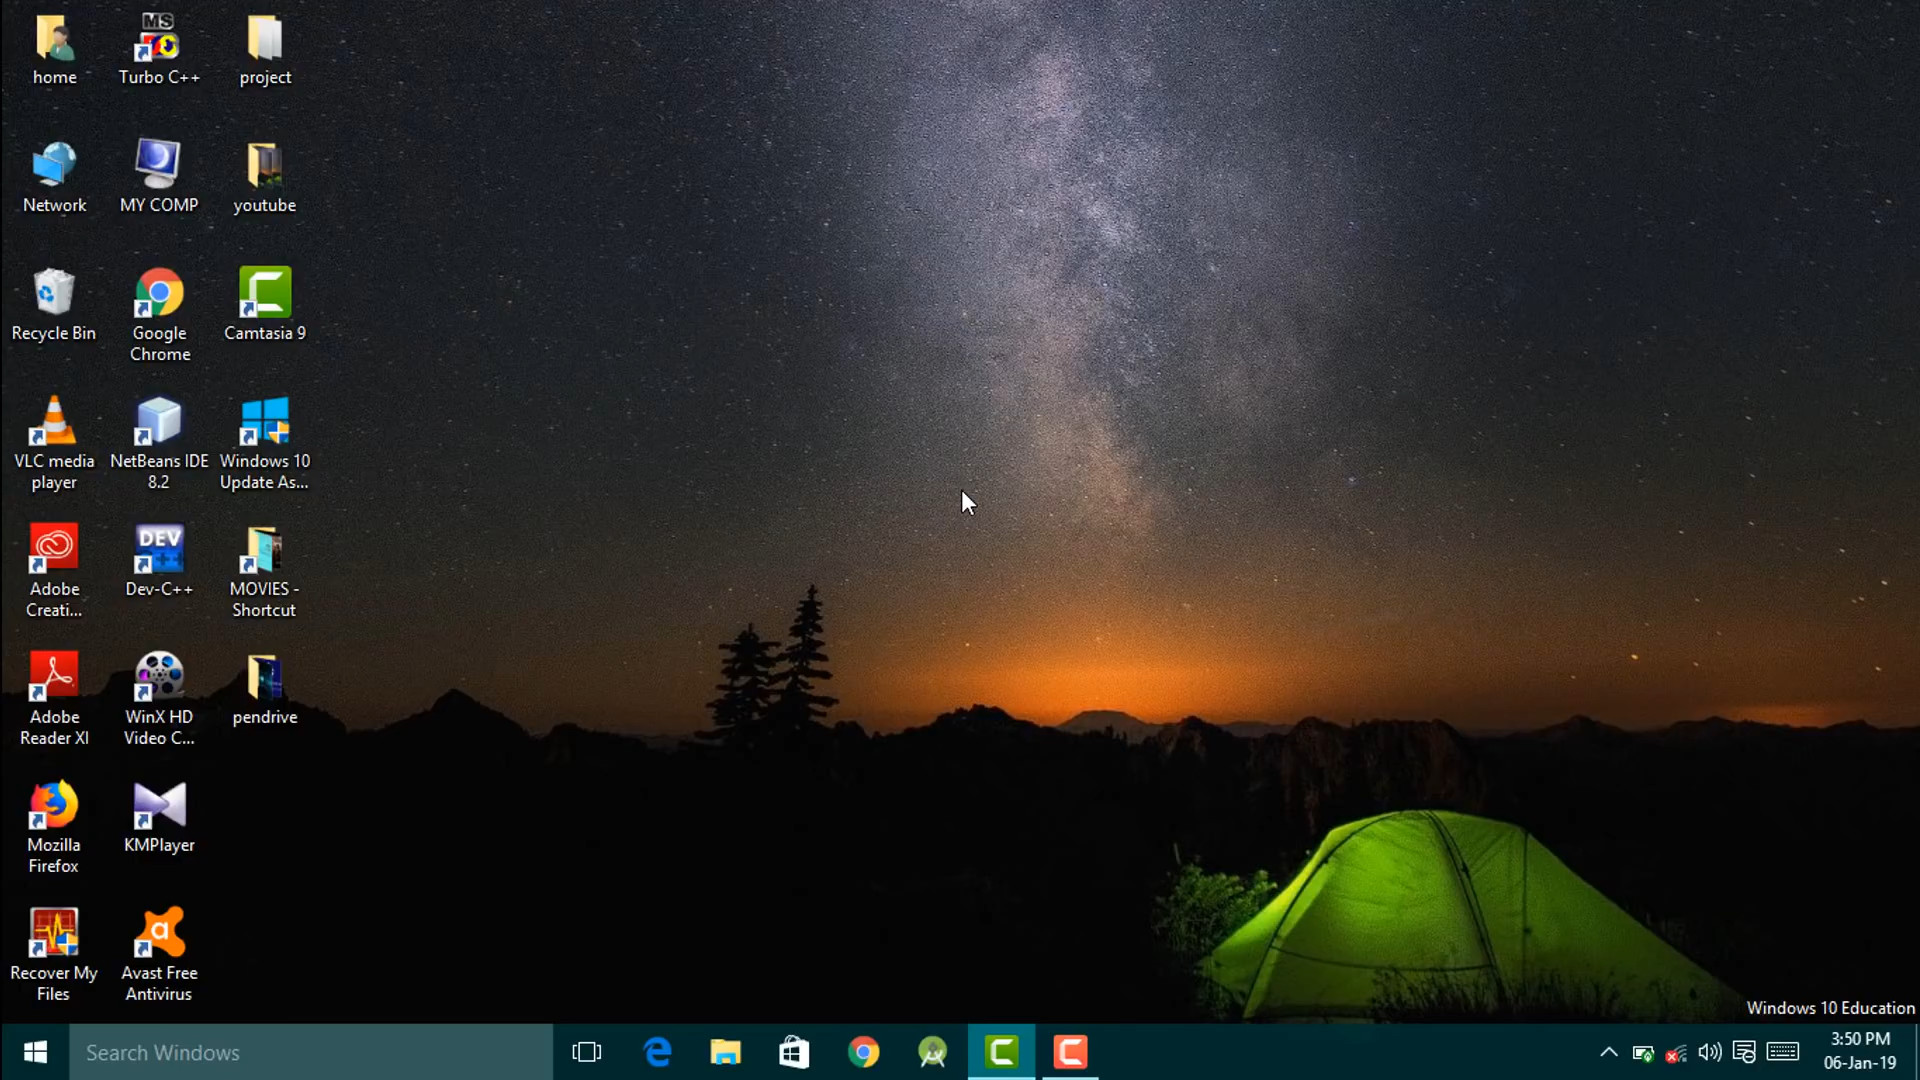 home
Turbo C++
project
Network
MY COMP
youtube
Recycle Bin
Google
Chrome
Camtasia 9
VLC media
player
NetBeans IDE
8.2
Windows 10
Update As...
Adobe
Creati...
DEV
Dev-C++
MOVIES -
Shortcut
Adobe
Reader XI
WinX HD
Video C...
pendrive
Mozilla
Firefox
KMPlayer
Recover My
Files
Avast Free
Antivirus
MS
Windows 10 Education
Search Windows
3:50 PM
06-Jan-19